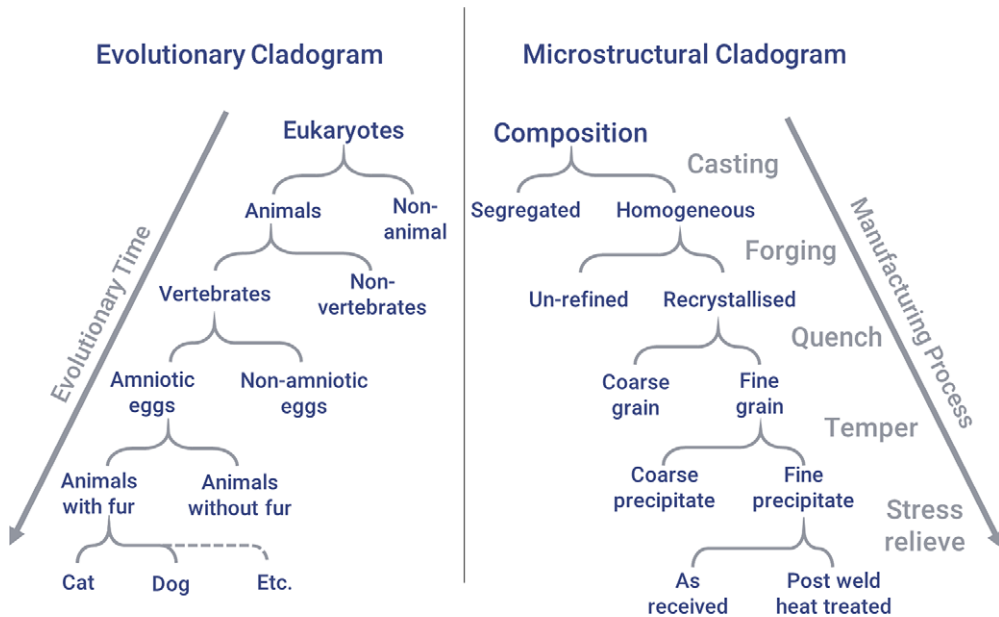 Evolutionary Cladogram
Evolutionary Time
Eukaryotes
Animals
Non-
animal
Vertebrates
Non-
vertebrates
Amniotic
eggs
Non-amniotic
eggs
Animals
with fur
Animals
without fur
Cat
Dog
Etc.
Microstructural Cladogram
Manufacturing Process
Composition
Casting
Segregated
Homogeneous
Forging
Un-refined
Recrystallised
Quench
Coarse
grain
Fine
grain
Temper
Coarse
precipitate
Fine
precipitate
Stress
relieve
As
received
Post weld
heat treated